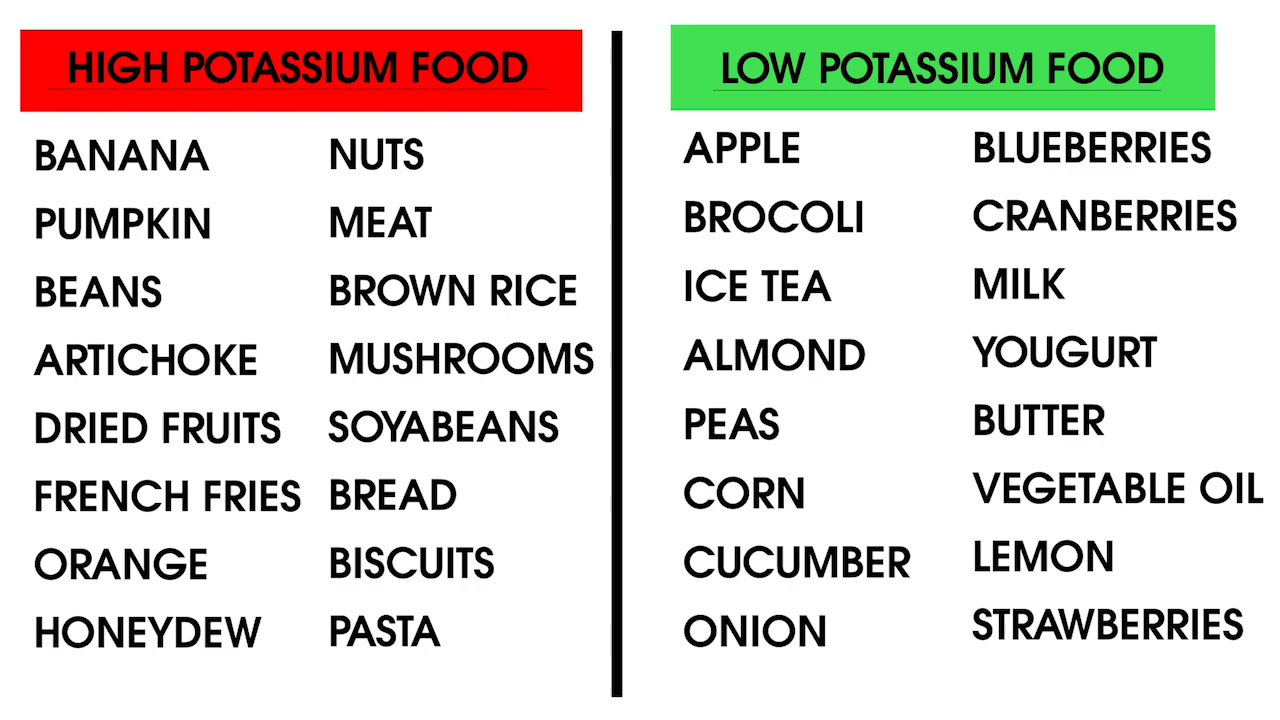 HIGH POTASSIUM FOOD
BANANA
PUMPKIN
BEANS
ARTICHOKE
DRIED FRUITS
FRENCH FRIES
ORANGE
HONEYDEW
NUTS
MEAT
BROWN RICE
MUSHROOMS
SOYABEANS
BREAD
BISCUITS
PASTA
LOW POTASSIUM FOOD
APPLE
BROCOLI
ICE TEA
ALMOND
PEAS
CORN
CUCUMBER
ONION
BLUEBERRIES
CRANBERRIES
MILK
YOUGURT
BUTTER
VEGETABLE OIL
LEMON
STRAWBERRIES